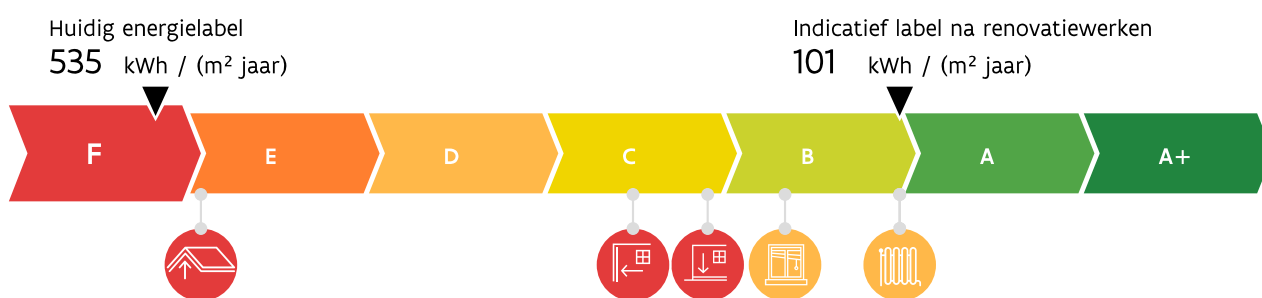 Huidig energielabel
535 kWh / (m² jaar)
Indicatief label na renovatiewerken
101 kWh / (m² jaar)
F E D C B A A+